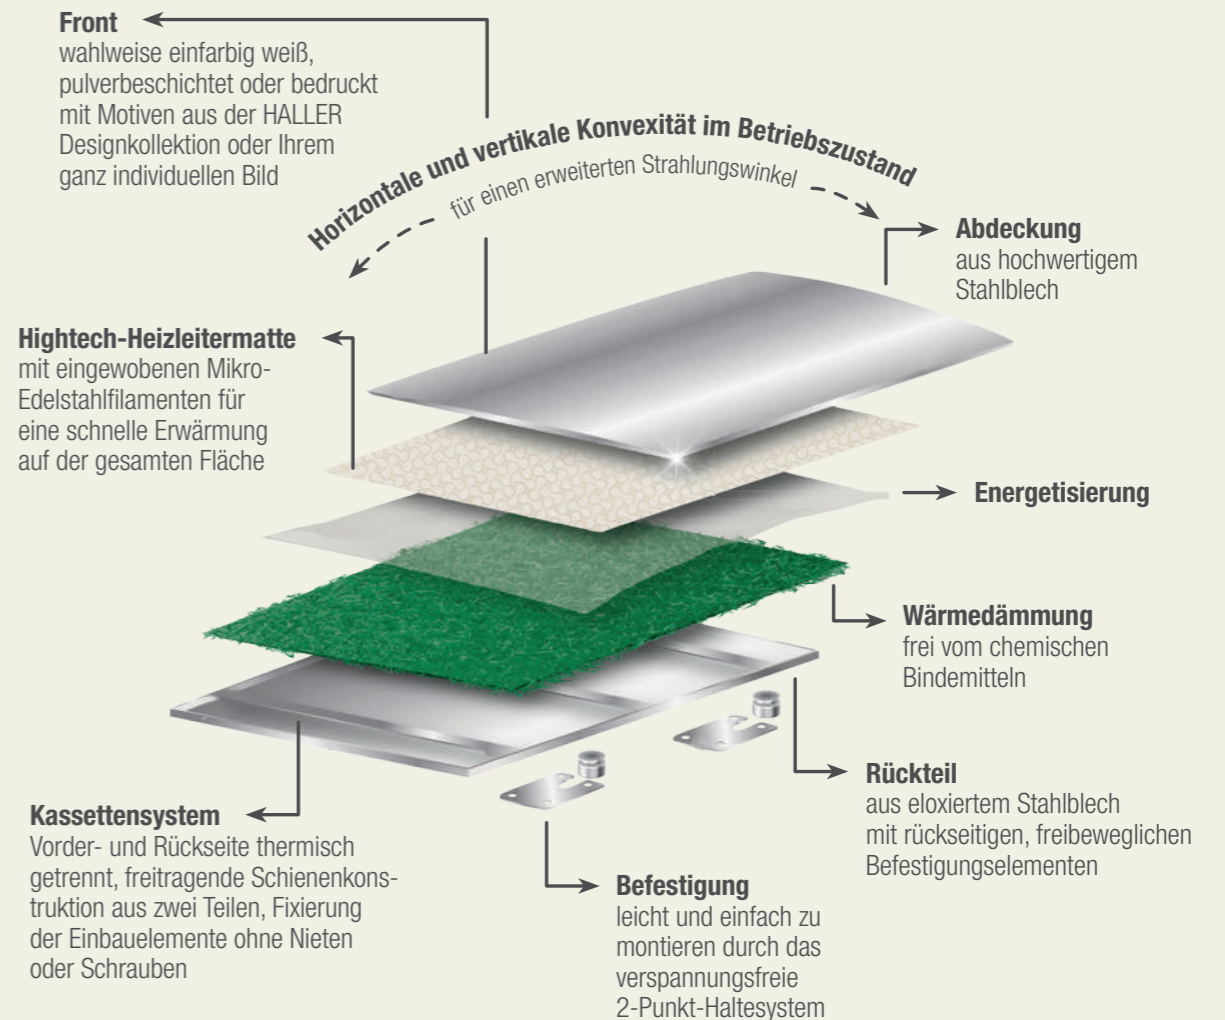 Front
wahlweise einfarbig weiß,
pulverbeschichtet oder bedruckt
mit Motiven aus der HALLER
Designkollektion oder Ihrem
ganz individuellen Bild
Horizontale und vertikale Konvexität im Betriebszustand
für einen erweiterten Strahlungswinkel
Abdeckung
aus hochwertigem
Stahlblech
Hightech-Heizleitermatte
mit eingewobenen Mikro-
Edelstahlfilamenten für
eine schnelle Erwärmung
auf der gesamten Fläche
Energetisierung
Wärmedämmung
frei vom chemischen
Bindemitteln
Rückteil
aus eloxiertem Stahlblech
mit rückseitigen, freibeweglichen
Befestigungselementen
Kassettensystem
Vorder- und Rückseite thermisch
getrennt, freitragende Schienenkons-
truktion aus zwei Teilen, Fixierung
der Einbauelemente ohne Nieten
oder Schrauben
Befestigung
leicht und einfach zu
montieren durch das
verspannungsfreie
2-Punkt-Haltesystem